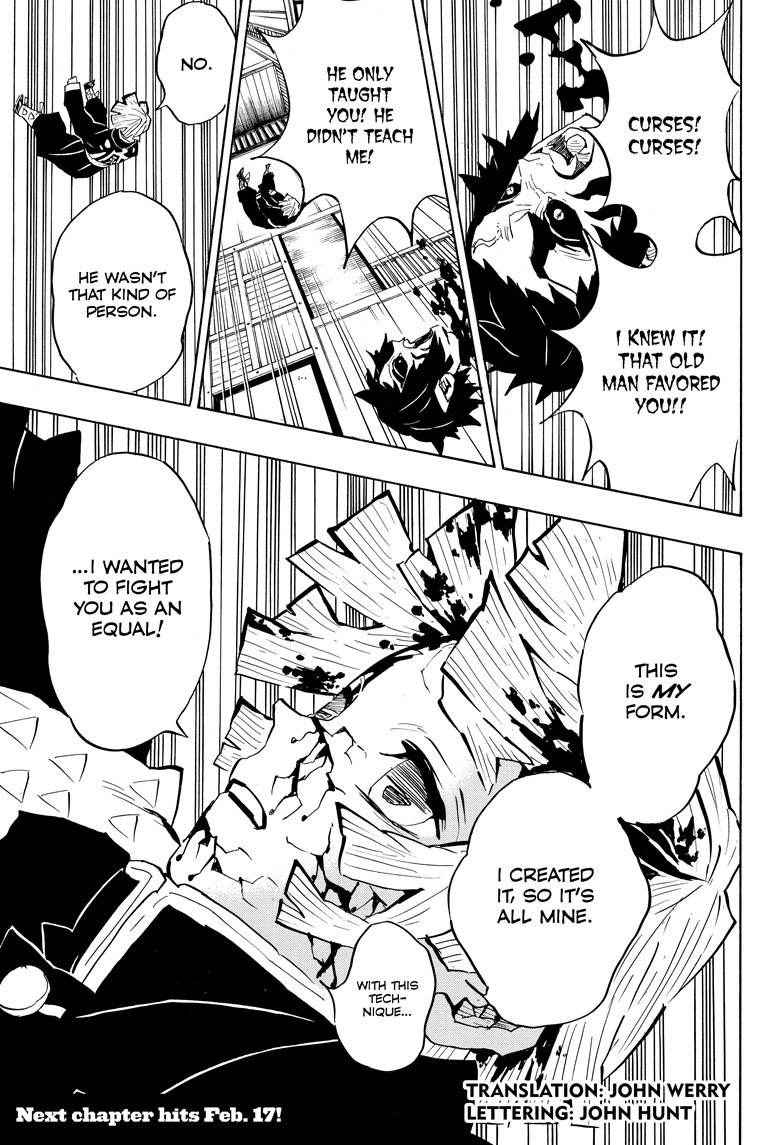 CURSES!
CURSES!
I KNEW IT!
THAT OLD
MAN FAVORED
YOU!!
HE ONLY
TAUGHT
YOU! HE
DIDN'T TEACH
ME!
NO.
HE WASN'T
THAT KIND OF
PERSON.
THIS
IS MY
FORM.
I CREATED
IT, SO IT'S
ALL MINE.
WITH THIS
TECH-
NIQUE...
...I WANTED
TO FIGHT
YOU AS AN
EQUAL!
Next chapter hits Feb. 17!
TRANSLATION: JOHN WERRY
LETTERING: JOHN HUNT